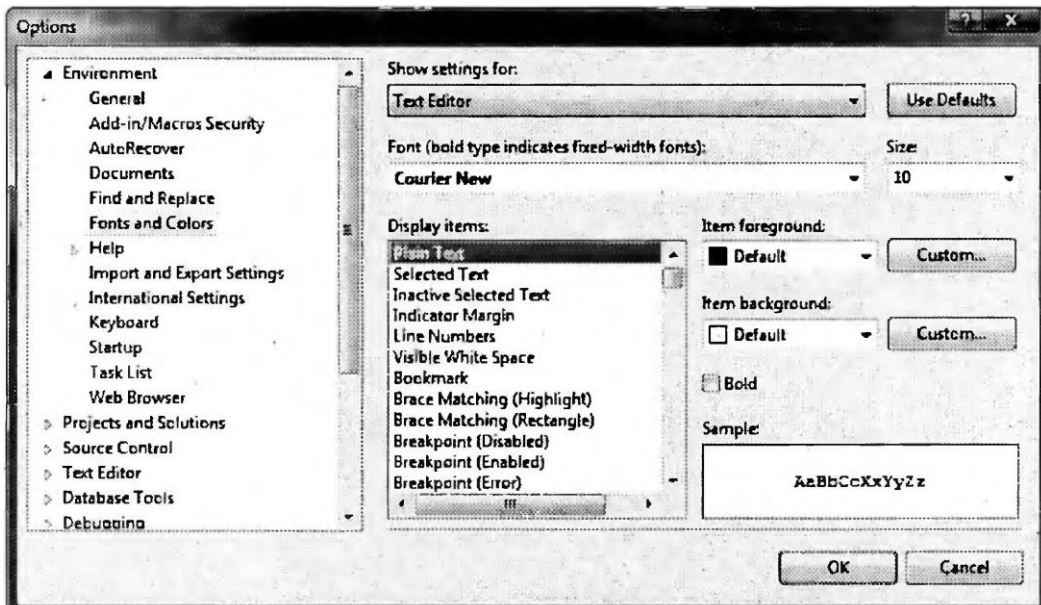 Options
Environment
General
Add-in/Macros Security
AutoRecover
Documents
Find and Replace
Fonts and Colors
Help
Import and Export Settings
International Settings
Keyboard
Startup
Task List
Web Browser
Projects and Solutions
Source Control
Text Editor
Database Tools
Debugging
Show settings for:
Text Editor
Use Defaults
Font (bold type indicates fixed-width fonts):
Size:
Courier New
10
Display items:
Plain Text
Selected Text
Inactive Selected Text
Indicator Margin
Line Numbers
Visible White Space
Bookmark
Brace Matching (Highlight)
Brace Matching (Rectangle)
Breakpoint (Disabled)
Breakpoint (Enabled)
Breakpoint (Error)
Item foreground:
Default
Custom...
Item background:
Default
Custom...
Bold
Sample:
AaBbCcXxYyZz
OK
Cancel